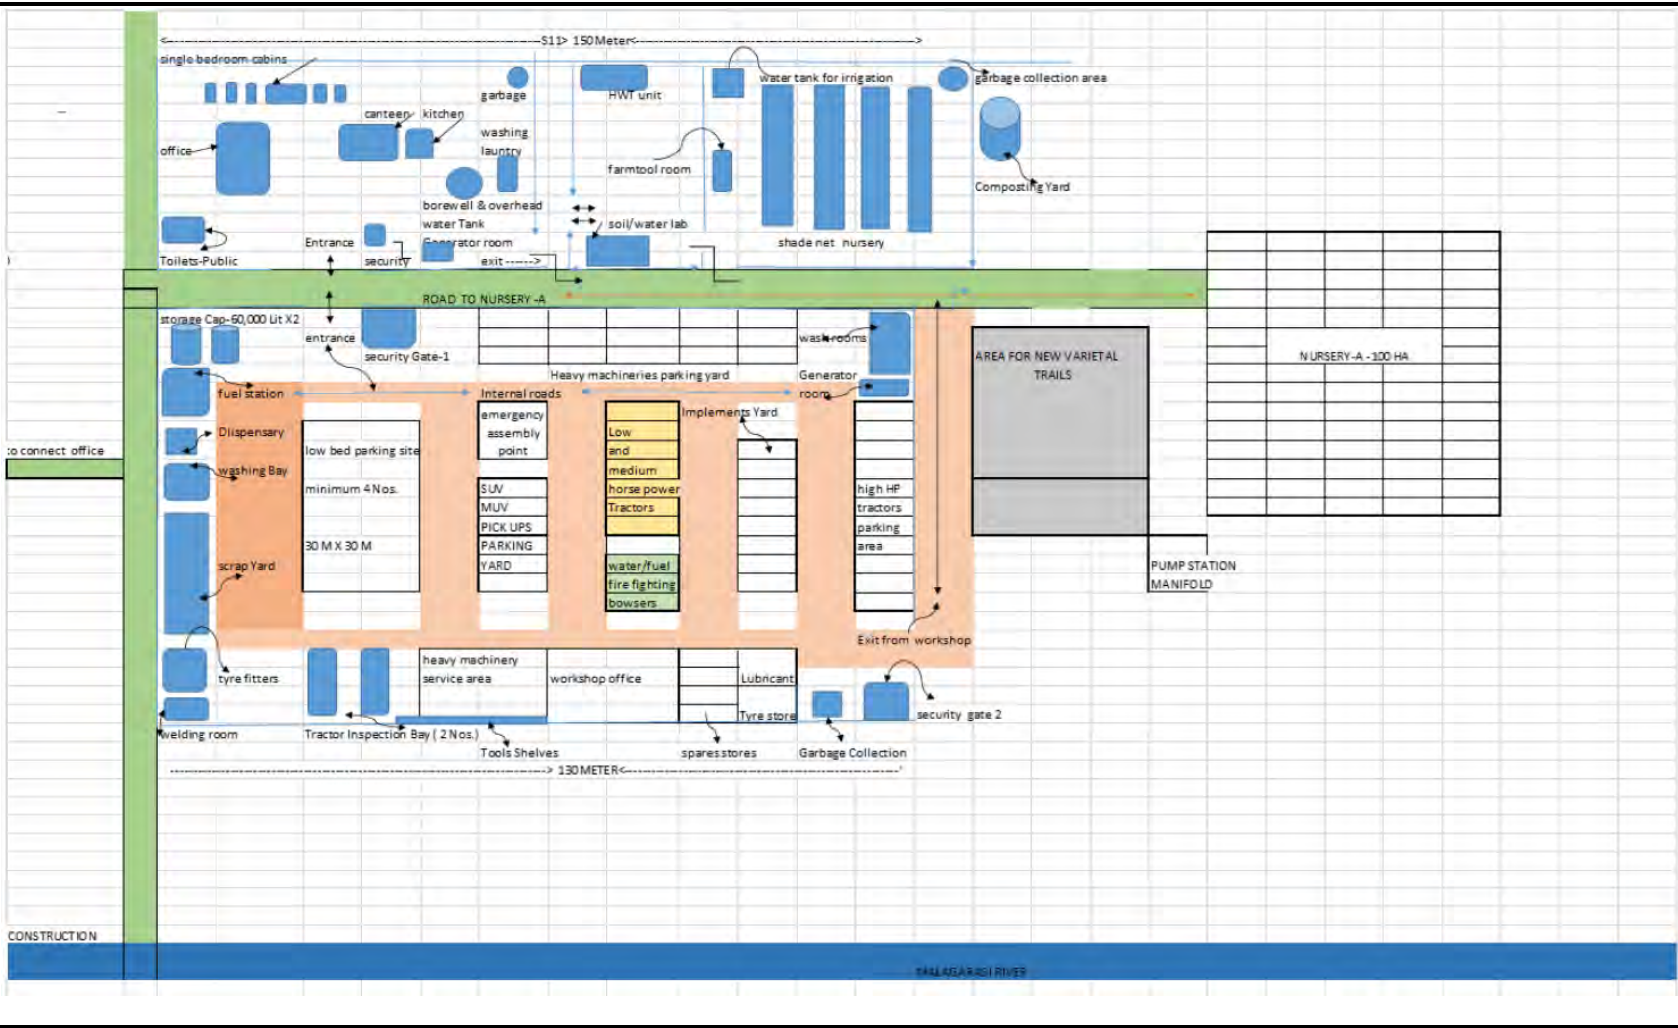 S11> 150 Meter<
single bedroom cabins
garbage
HWT unit
water tank for irrigation
garbage collection area
canteen
kitchen
washing
launtry
office
farmtool room
Composting Yard
borewell & overhead
water Tank
soil/water lab
Entrance
Generator room
shade net nursery
Toilets-Public
security
exit ------>
ROAD TO NURSERY -A
storage Cap-60,000 Lit X2
entrance
wash rooms
security Gate-1
AREA FOR NEW VARIETAL
TRAILS
NURSERY-A -100 HA
Heavy machineries parking yard
Generator
room
fuel station
Internal roads
emergency
assembly
point
Implements Yard
Low
and
medium
horse power
Tractors
Diispensary
to connect office
low bed parking site
washing Bay
minimum 4 Nos.
SUV
MUV
PICK UPS
PARKING
YARD
high HP
tractors
parking
area
30 M X 30 M
scrap Yard
water/fuel
fire fighting
bowsers
PUMP STATION
MANIFOLD
Exit from workshop
heavy machinery
service area
workshop office
tyre fitters
Lubricant
Tyre store
security gate 2
welding room
Tractor Inspection Bay ( 2 Nos.)
Tools Shelves
spares stores
Garbage Collection
> 130 METER<
CONSTRUCTION
MALAGARASI RIVER